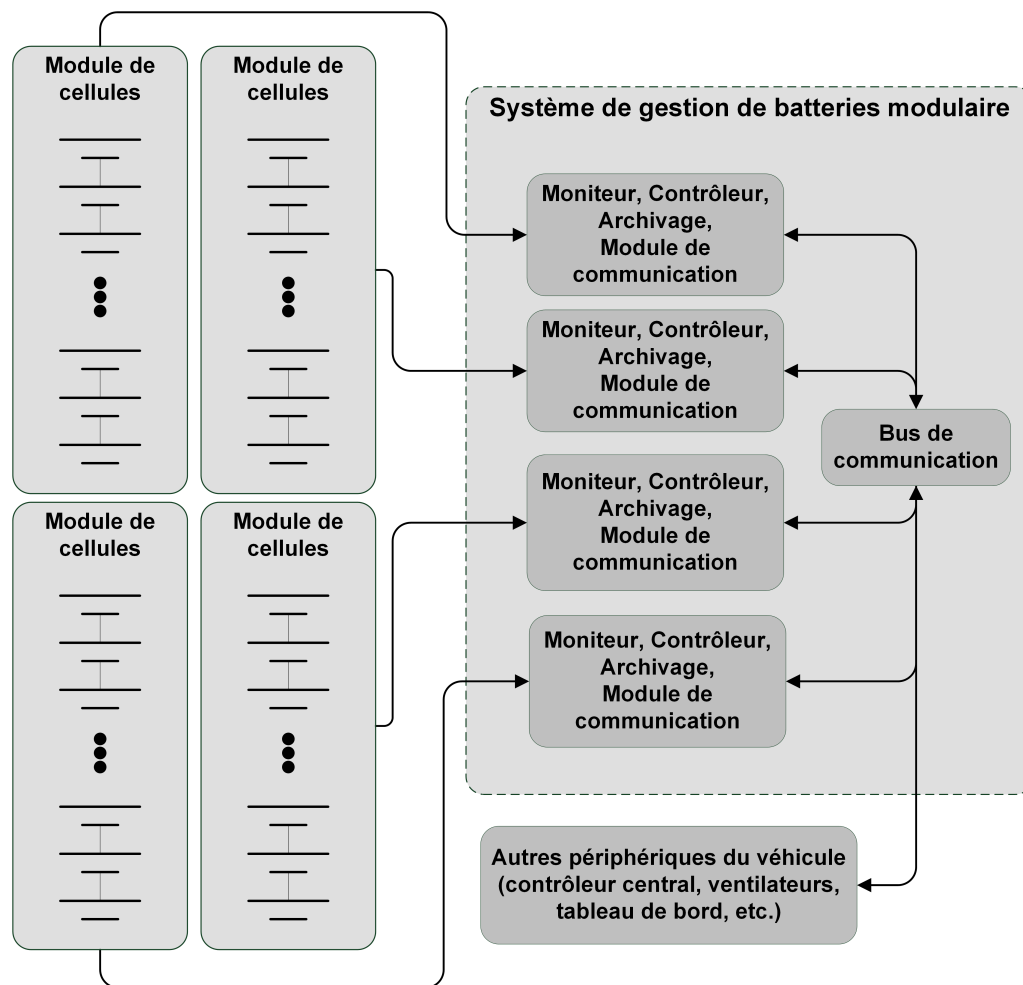 Module de
cellules
Module de
cellules
Système de gestion de batteries modulaire
Moniteur, Contrôleur,
Archivage,
Module de
communication
Moniteur, Contrôleur,
Archivage,
Module de
communication
Bus de
communication
Module de
cellules
Module de
cellules
Moniteur, Contrôleur,
Archivage,
Module de
communication
Moniteur, Contrôleur,
Archivage,
Module de
communication
Autres périphériques du véhicule
(contrôleur central, ventilateurs,
tableau de bord, etc.)